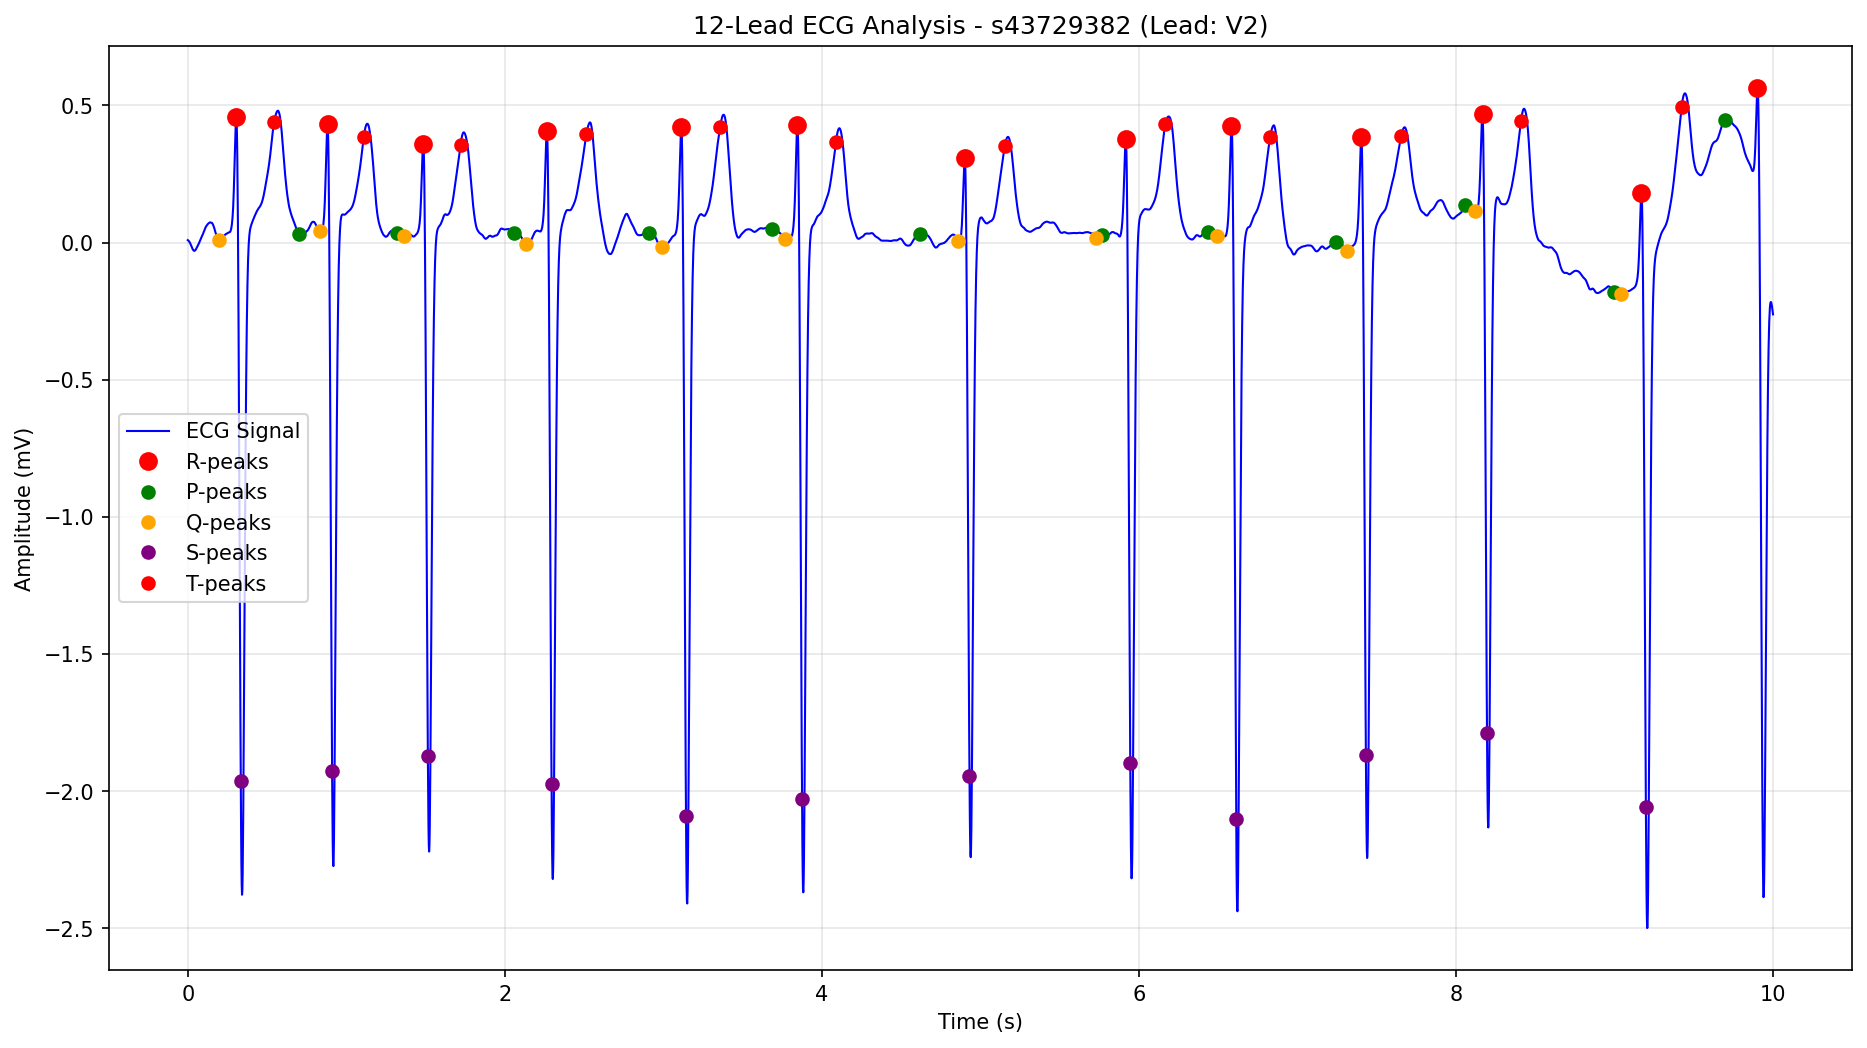 12-Lead ECG Analysis - s43729382 (Lead: V2)
Amplitude (mV)
0.5
0.0
−0.5
−1.0
−1.5
−2.0
−2.5
ECG Signal
R-peaks
P-peaks
Q-peaks
S-peaks
T-peaks
0 2 4 6 8 10
Time (s)